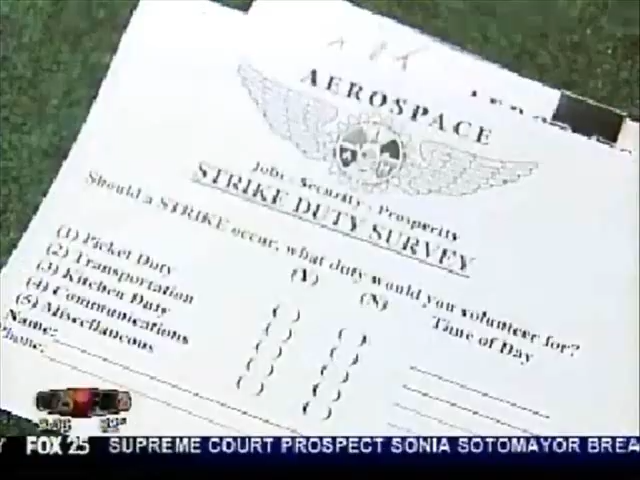 AEROSPACE
Jobs - Security - Prosperity
STRIKE DUTY SURVEY
Should a STRIKE occur, what duty would you volunteer for?
(Y) (N) Time of Day
(1) Picket Duty ( ) ( )
(2) Transportation ( ) ( )
(3) Kitchen Duty ( ) ( )
(4) Communications ( ) ( )
(5) Miscellaneous ( ) ( )
Name:
Phone:
FOX 25 SUPREME COURT PROSPECT SONIA SOTOMAYOR BREA